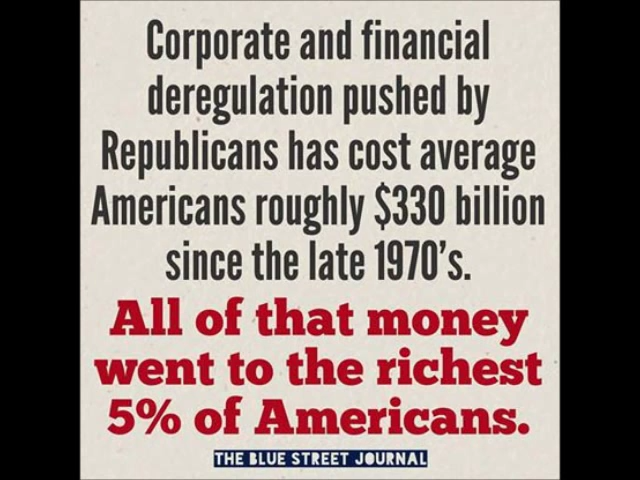 Corporate and financial
deregulation pushed by
Republicans has cost average
Americans roughly $330 billion
since the late 1970's.
All of that money
went to the richest
5% of Americans.
THE BLUE STREET JOURNAL